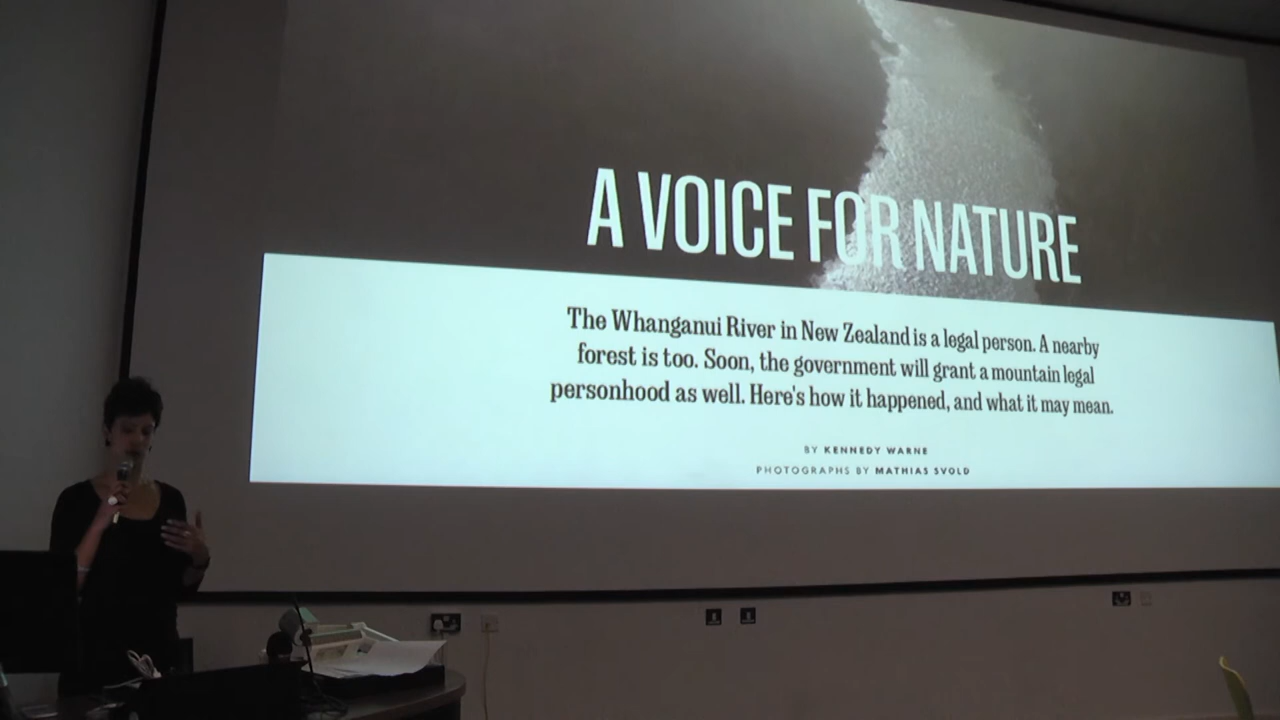 A VOICE FOR NATURE
The Whanganui River in New Zealand is a legal person. A nearby
forest is too. Soon, the government will grant a mountain legal
personhood as well. Here's how it happened, and what it may mean.
BY KENNEDY WARNE
PHOTOGRAPHS BY MATHIAS SVOLD